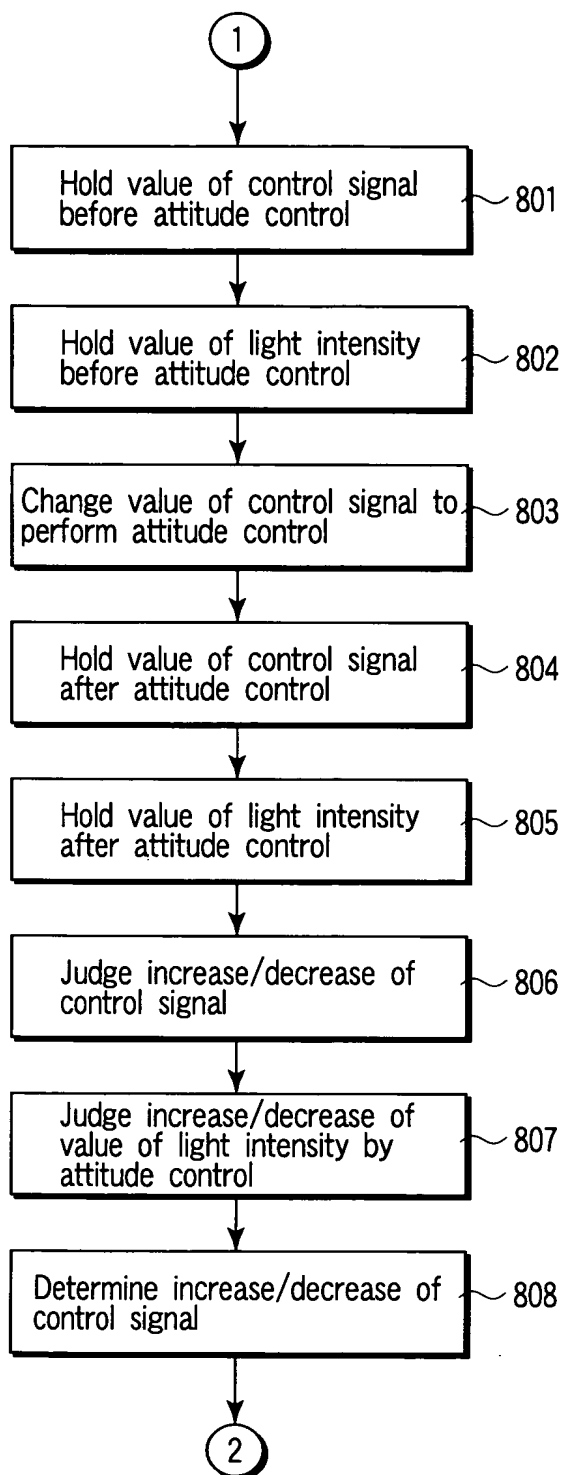 1
Hold value of control signal
before attitude control
801
Hold value of light intensity
before attitude control
802
Change value of control signal to
perform attitude control
803
Hold value of control signal
after attitude control
804
Hold value of light intensity
after attitude control
805
Judge increase/decrease of
control signal
806
Judge increase/decrease of
value of light intensity by
attitude control
807
Determine increase/decrease of
control signal
808
2